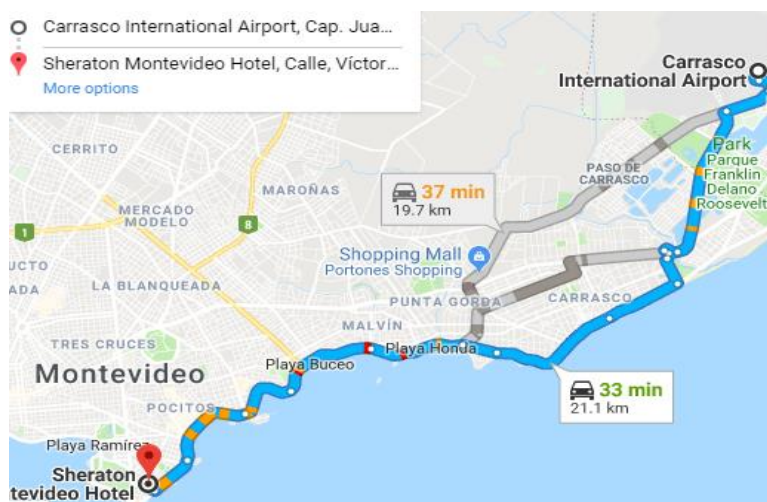 Carrasco International Airport, Cap. Jua...
Sheraton Montevideo Hotel, Calle, Víctor...
More options
Carrasco
International Airport
CERRITO
PASO DE
CARRASCO
Park
Parque
Franklin
Delano
Roosevelt
MAROÑAS
37 min
19.7 km
MERCADO
MODELO
8
1
Shopping Mall
Portones Shopping
UCTO
ADA
LA BLANQUEADA
PUNTA GORDA
CARRASCO
MALVÍN
TRES CRUCES
Playa Honda
Playa Buceo
Montevideo
33 min
21.1 km
POCITOS
Playa Ramírez
Sheraton
tevideo Hotel